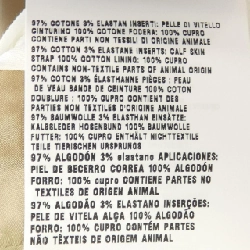 97% COTONE 3% ELASTAN INSERTI: PELLE DI VITELLO
CINTURINO 100% COTONE FODERA: 100% CUPRO
CONTIENE PARTI NON TESSILI DI ORIGINE ANIMALE
97% COTTON 3% ELASTANE INSERTS: CALF SKIN
STRAP 100% COTTON LINING: 100% CUPRO
CONTAINS NON-TEXTILE PARTS OF ANIMAL ORIGIN
97% COTON 3% ÉLASTHANNE PIÈCES: PEAU
DE VEAU BANDE DE CEINTURE 100% COTON
DOUBLURE: 100% CUPRO CONTIENT DES
PARTIES NON TEXTILES D'ORIGINE ANIMALE
97% BAUMWOLLE 3% ELASTHAN EINSÄTZE:
KALBSLEDER HOSENBUND 100% BAUMWOLLE
FUTTER: 100% CUPRO ENTHÄLT NICHTTEXTILE
TEILE TIERISCHEN URSPRUNGS
97% ALGODÓN 3% elastano APLICACIONES:
PIEL DE BECERRO CORREA 100% ALGODÓN
FORRO: 100% cupro CONTIENE PARTES NO
TEXTILES DE ORIGEN ANIMAL
97% ALGODÃO 3% ELASTANO INSERÇÕES:
PELE DE VITELA ALÇA 100% ALGODÃO
FORRO: 100% CUPRO CONTÉM PARTES
NÃO TÊXTEIS DE ORIGEM ANIMAL